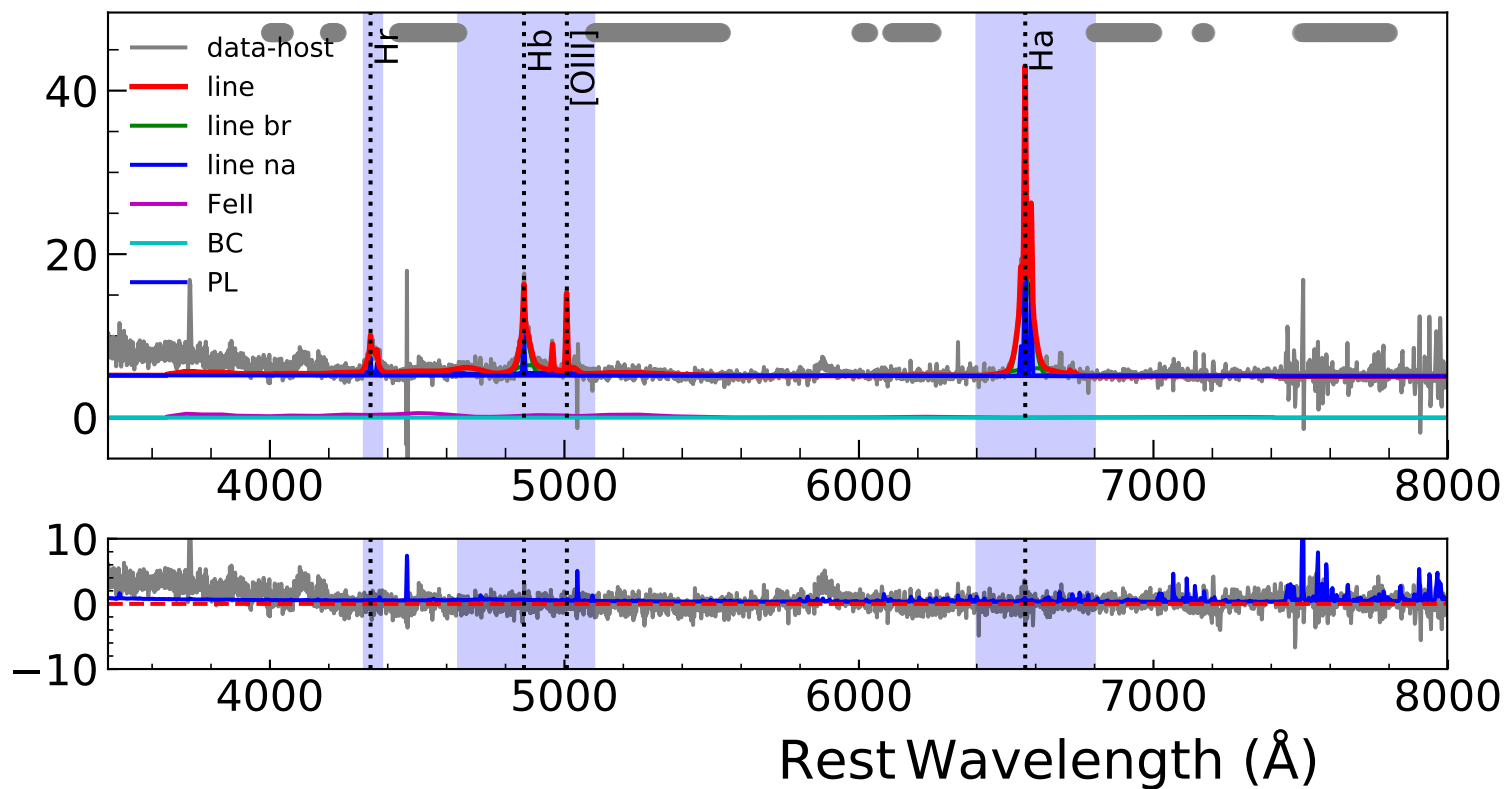 data-host
line
line br
line na
FeII
BC
PL
Hr
Hb
[OIII]
Ha
40
20
0
4000 5000 6000 7000 8000
10
0
−10
4000 5000 6000 7000 8000
Rest Wavelength (Å)